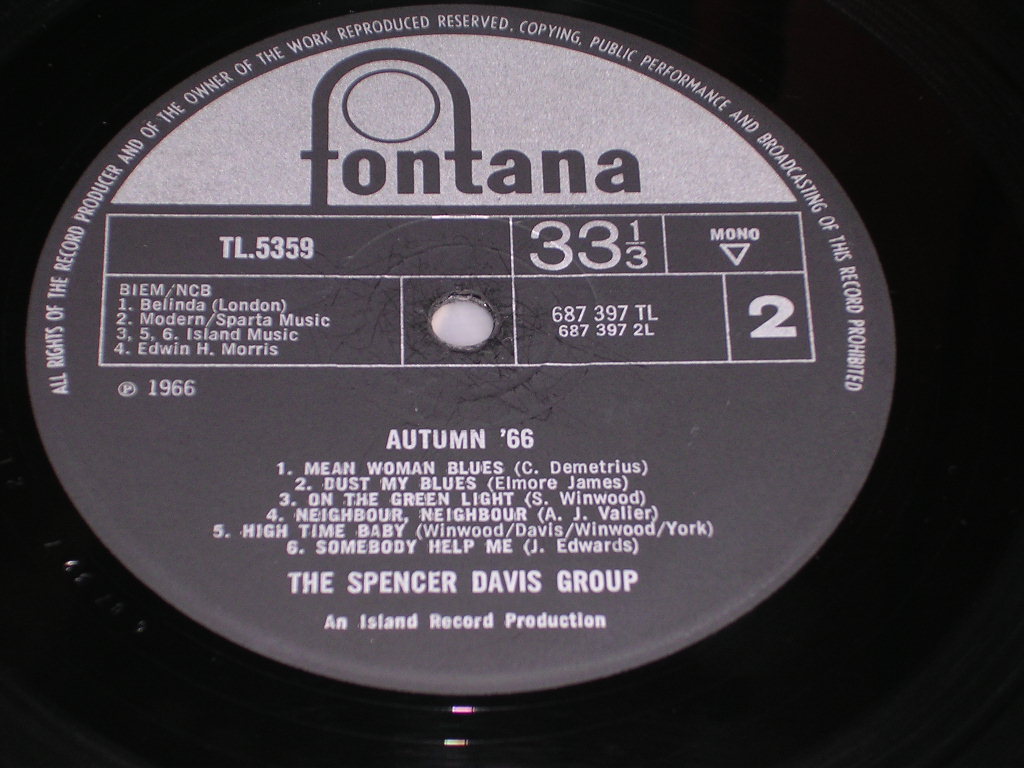 ALL RIGHTS OF THE RECORD PRODUCER AND OF THE OWNER OF THE WORK REPRODUCED RESERVED. COPYING, PUBLIC PERFORMANCE AND BROADCASTING OF THIS RECORD PROHIBITED
fontana
TL.5359
33 1/3
MONO
BIEM/NCB
1. Belinda (London)
2. Modern/Sparta Music
3, 5, 6. Island Music
4. Edwin H. Morris
687 397 TL
687 397 2L
2
℗ 1966
AUTUMN '66
1. MEAN WOMAN BLUES (C. Demetrius)
2. DUST MY BLUES (Elmore James)
3. ON THE GREEN LIGHT (S. Winwood)
4. NEIGHBOUR, NEIGHBOUR (A. J. Valier)
5. HIGH TIME BABY (Winwood/Davis/Winwood/York)
6. SOMEBODY HELP ME (J. Edwards)
THE SPENCER DAVIS GROUP
An Island Record Production